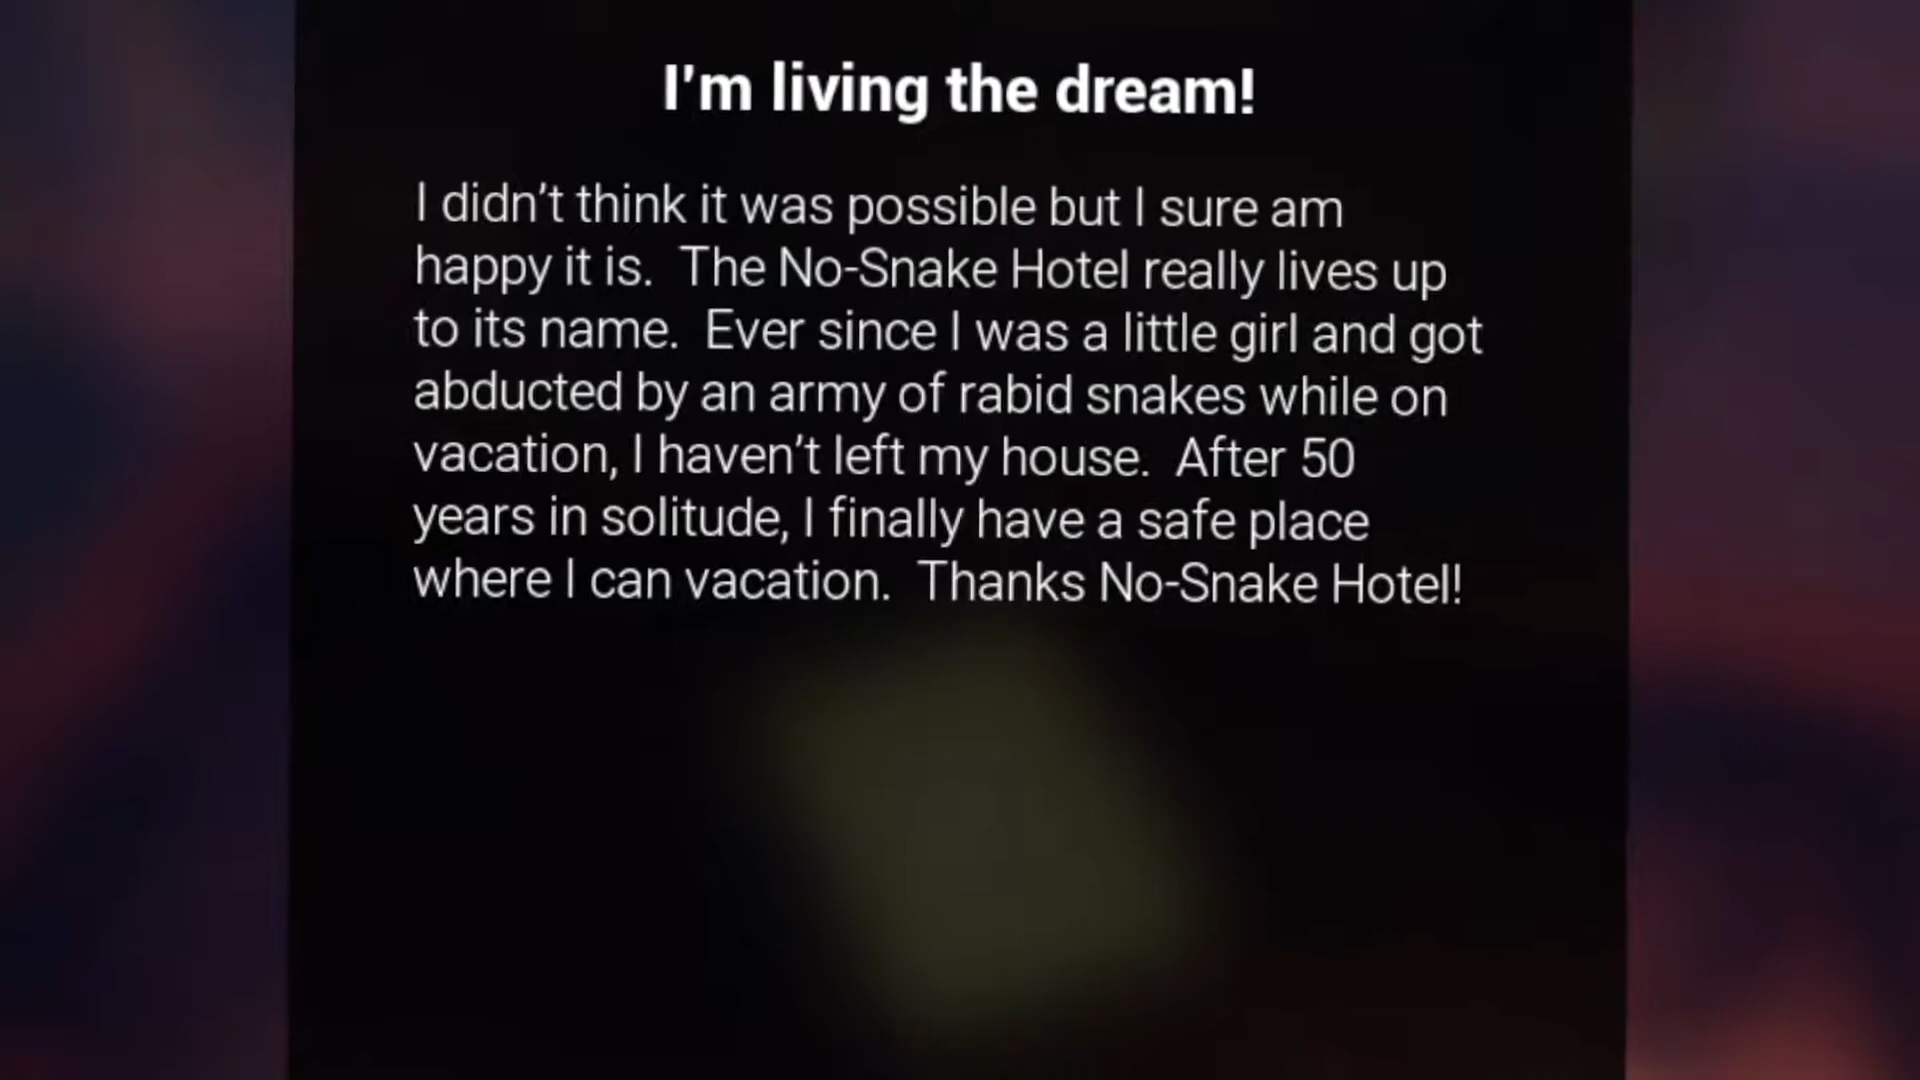 I'm living the dream!
I didn’t think it was possible but I sure am
happy it is.  The No-Snake Hotel really lives up
to its name.  Ever since I was a little girl and got
abducted by an army of rabid snakes while on
vacation, I haven’t left my house.  After 50
years in solitude, I finally have a safe place
where I can vacation.  Thanks No-Snake Hotel!